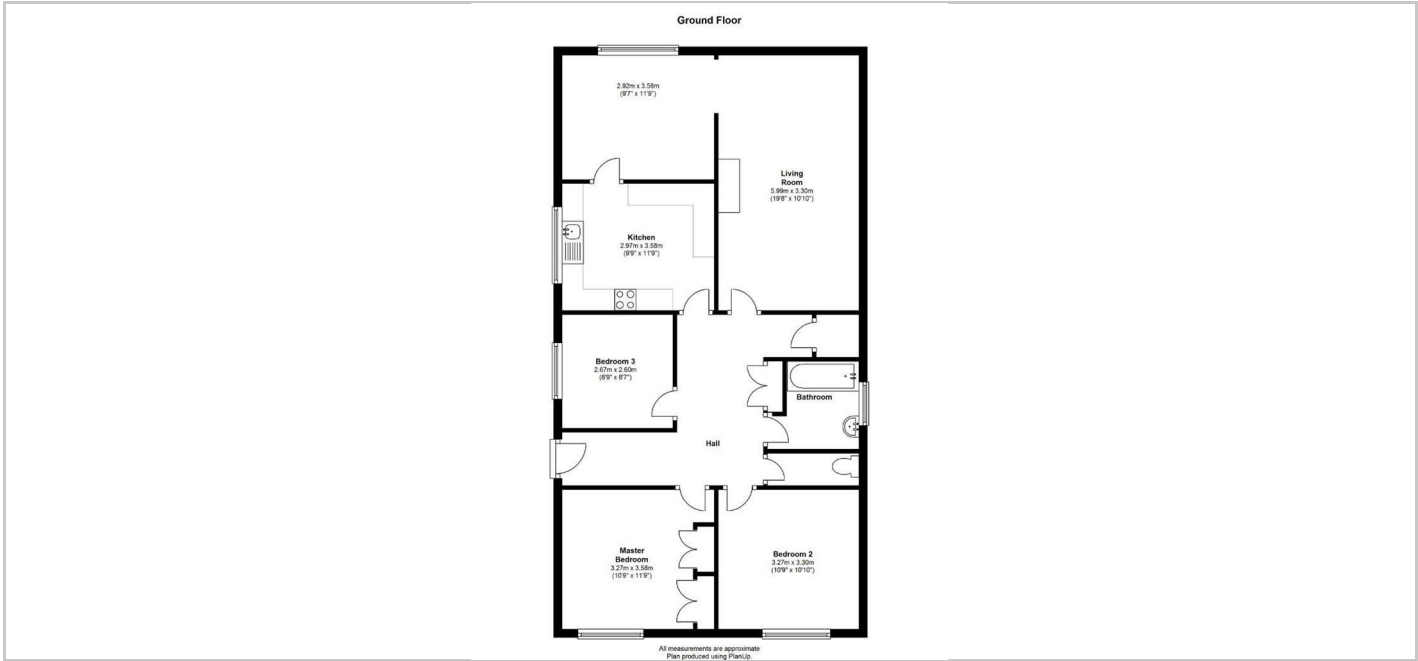 Ground Floor
2.92m x 3.58m
(9'7" x 11'9")
Living
Room
5.99m x 3.30m
(19'8" x 10'10")
Kitchen
2.97m x 3.58m
(9'9" x 11'9")
Bedroom 3
2.67m x 2.60m
(8'9" x 8'7")
Bathroom
Hall
Master
Bedroom
3.27m x 3.58m
(10'9" x 11'9")
Bedroom 2
3.27m x 3.30m
(10'9" x 10'10")
All measurements are approximate
Plan produced using PlanUp.